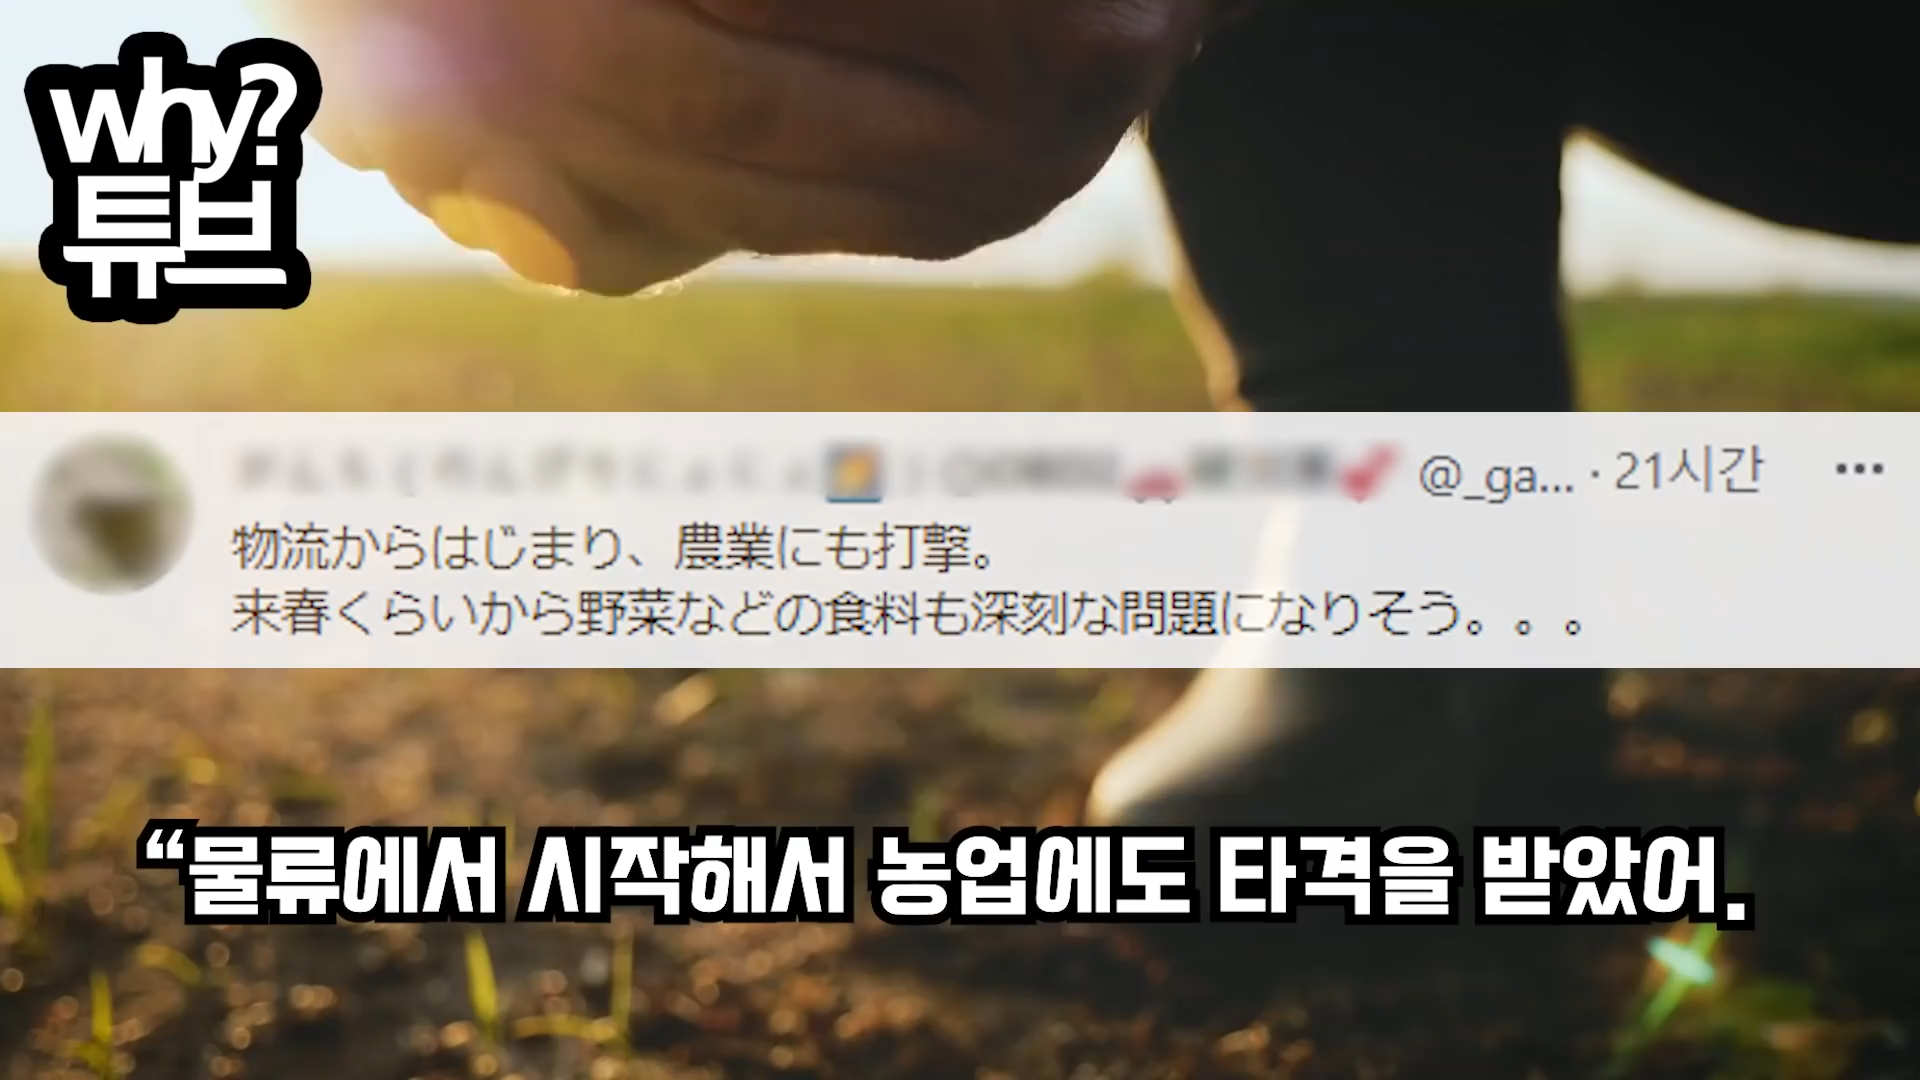 why?
튜브
@_ga... · 21시간
物流からはじまり、農業にも打撃。
来春くらいから野菜などの食料も深刻な問題になりそう。。。
“물류에서 시작해서 농업에도 타격을 받았어.